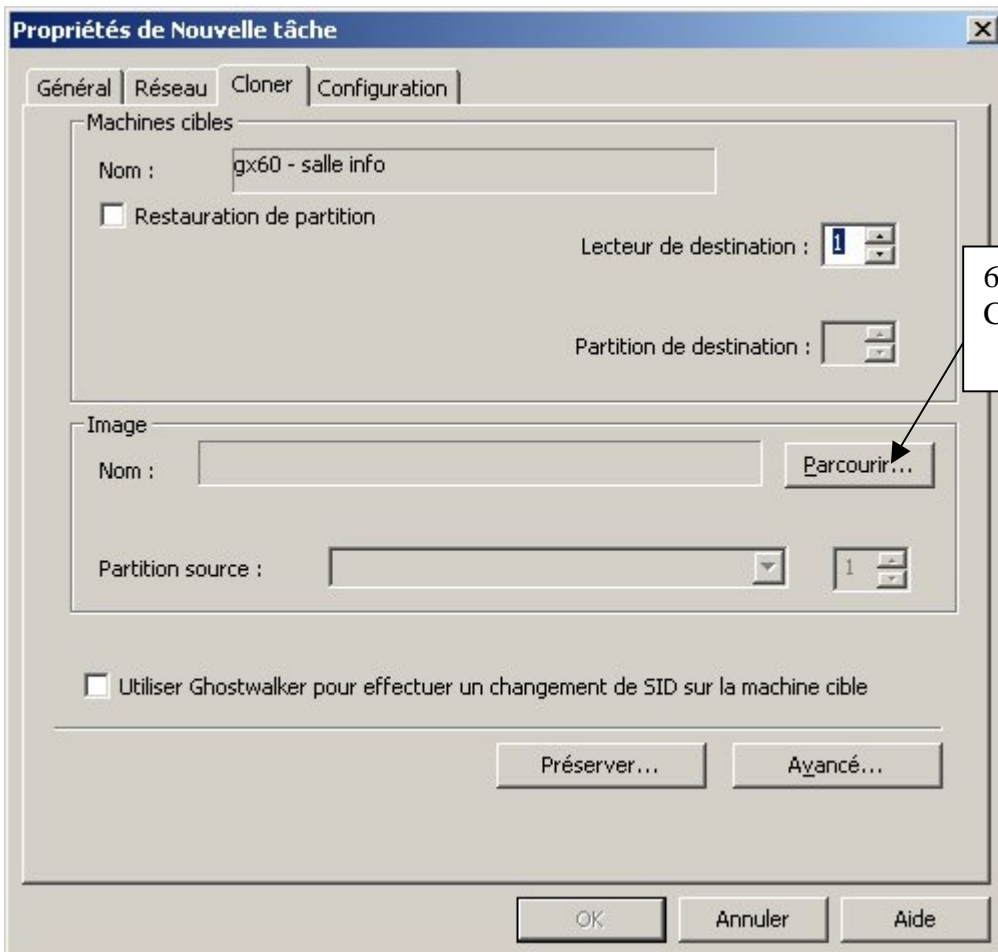 Propriétés de Nouvelle tâche
Général Réseau Cloner Configuration
Machines cibles
Nom : gx60 - salle info
Restauration de partition
Lecteur de destination : 1
6
C
Partition de destination :
Image
Nom : Parcourir...
Partition source : 1
Utiliser Ghostwalker pour effectuer un changement de SID sur la machine cible
Préserver... Avancé...
OK Annuler Aide